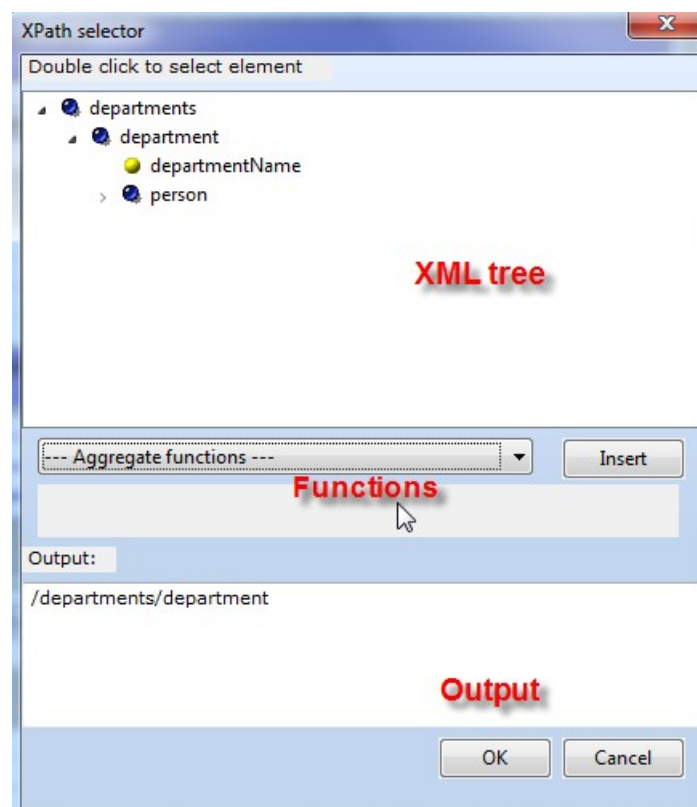 XPath selector
Double click to select element
departments
department
departmentName
person
XML tree
--- Aggregate functions ---
Insert
Functions
Output:
/departments/department
Output
OK
Cancel